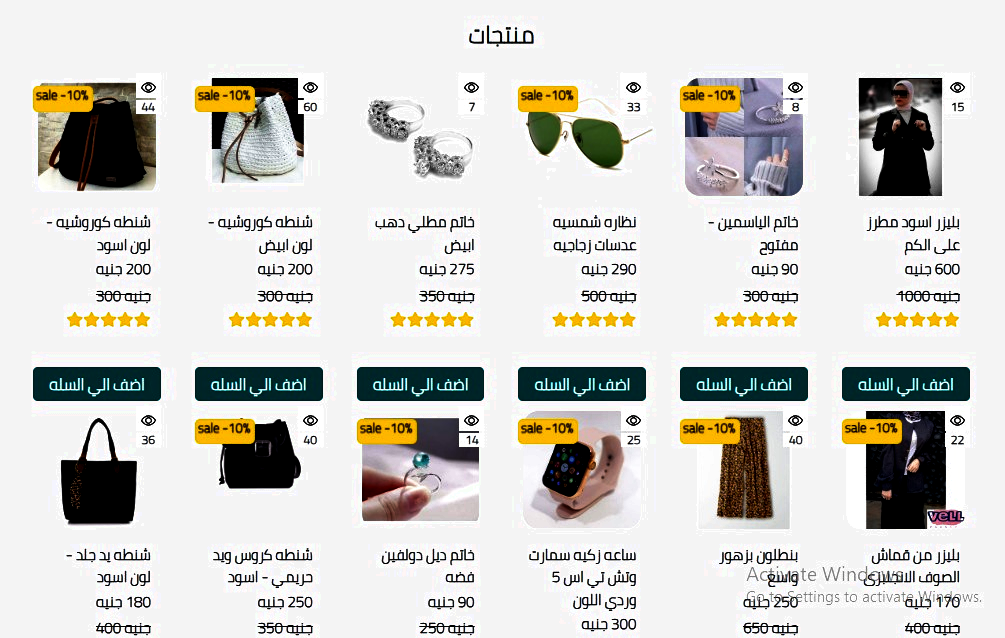 منتجات
15
بليزر اسود مطرز
على الكم
600 جنيه
جنيه 1000
sale -10%
8
خاتم الياسمين -
مفتوح
90 جنيه
جنيه 300
sale -10%
33
نظاره شمسيه
عدسات زجاجيه
290 جنيه
جنيه 500
7
خاتم مطلي دهب
ابيض
275 جنيه
جنيه 350
sale -10%
60
شنطه كوروشيه -
لون ابيض
200 جنيه
جنيه 300
sale -10%
44
شنطه كوروشيه -
لون اسود
200 جنيه
جنيه 300
اضف الي السله
اضف الي السله
اضف الي السله
اضف الي السله
اضف الي السله
اضف الي السله
sale -10%
22
VELL
بليزر من قماش
الصوف الانجليزى
170 جنيه
جنيه 400
sale -10%
40
بنطلون بزهور
واسع
250 جنيه
جنيه 650
sale -10%
25
ساعه زكيه سمارت
وتش تي اس 5
وردي اللون
300 جنيه
sale -10%
14
خاتم ديل دولفين
فضه
90 جنيه
جنيه 250
sale -10%
40
شنطه كروس ويد
حريمي - اسود
250 جنيه
جنيه 350
36
شنطه يد جلد -
لون اسود
180 جنيه
جنيه 400
Activate Windows
Go to Settings to activate Windows.